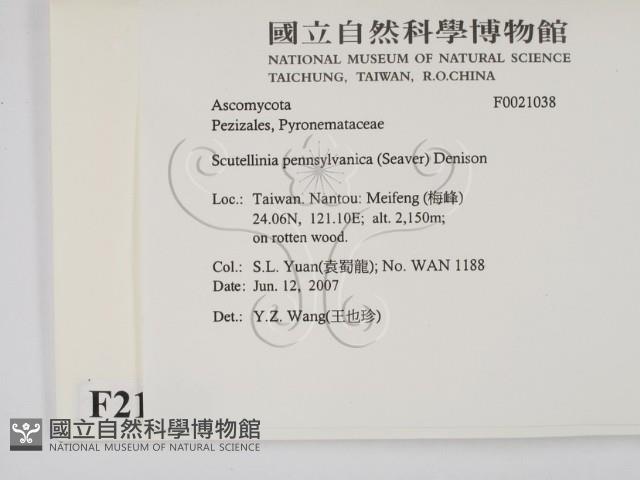 國立自然科學博物館
NATIONAL MUSEUM OF NATURAL SCIENCE
TAICHUNG, TAIWAN, R.O.CHINA
Ascomycota F0021038
Pezizales, Pyronemataceae
Scutellinia pennsylvanica (Seaver) Denison
Loc.: Taiwan. Nantou: Meifeng (梅峰)
24.06N, 121.10E; alt. 2,150m;
on rotten wood.
Col.: S.L. Yuan(袁蜀龍); No. WAN 1188
Date: Jun. 12, 2007
Det.: Y.Z. Wang(王也珍)
F21
國立自然科學博物館
NATIONAL MUSEUM OF NATURAL SCIENCE